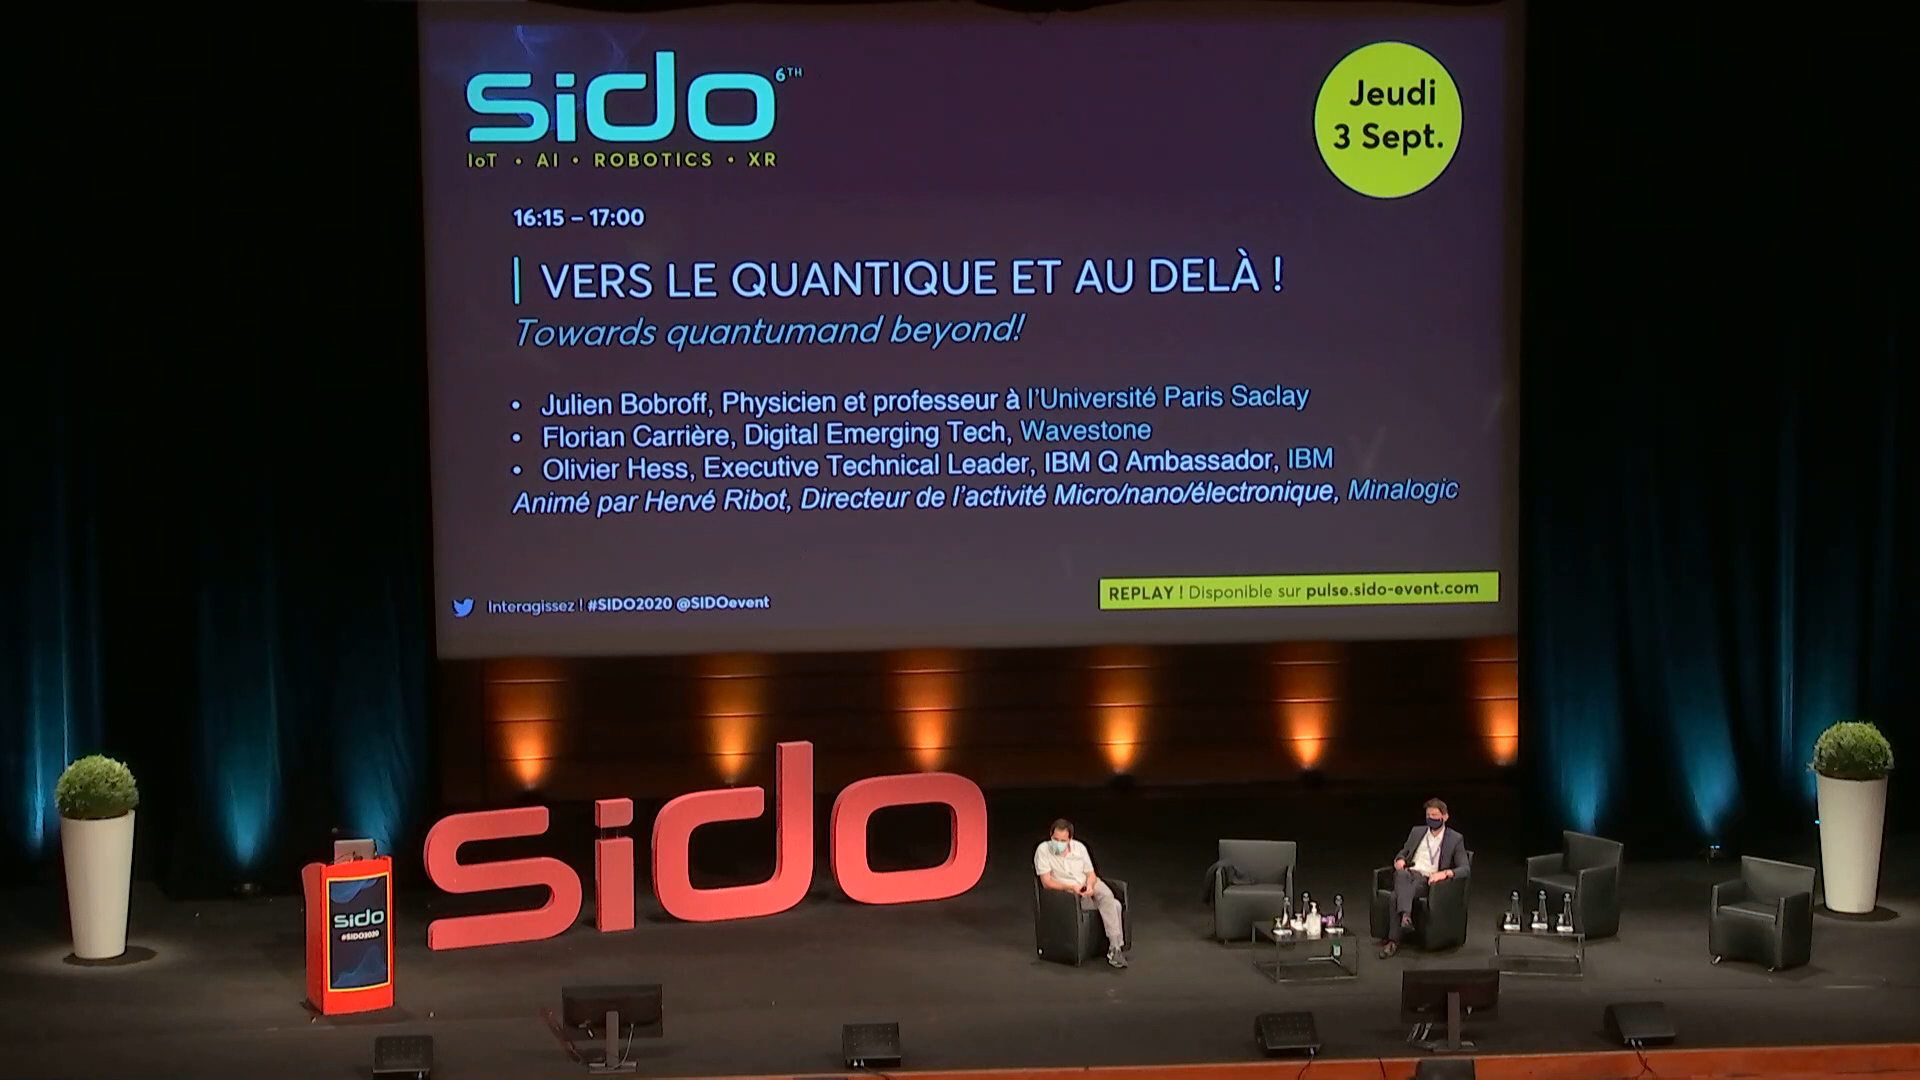 sido 6TH
IoT • AI • ROBOTICS • XR
Jeudi
3 Sept.
16:15 – 17:00
| VERS LE QUANTIQUE ET AU DELÀ !
Towards quantumand beyond!
• Julien Bobroff, Physicien et professeur à l'Université Paris Saclay
• Florian Carrière, Digital Emerging Tech, Wavestone
• Olivier Hess, Executive Technical Leader, IBM Q Ambassador, IBM
Animé par Hervé Ribot, Directeur de l'activité Micro/nano/électronique, Minalogic
Interagissez ! #SIDO2020 @SIDOevent
REPLAY ! Disponible sur pulse.sido-event.com
sido
sido
#SIDO2020